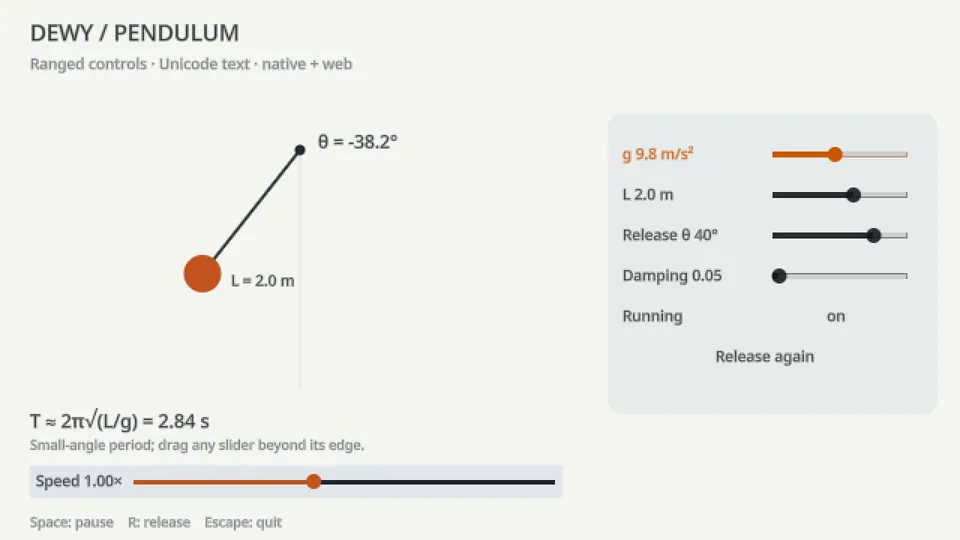 DEWY / PENDULUM
Ranged controls · Unicode text · native + web
θ = -38.2°
L = 2.0 m
g 9.8 m/s²
L 2.0 m
Release θ 40°
Damping 0.05
Running on
Release again
T ≈ 2π√(L/g) = 2.84 s
Small-angle period; drag any slider beyond its edge.
Speed 1.00×
Space: pause R: release Escape: quit